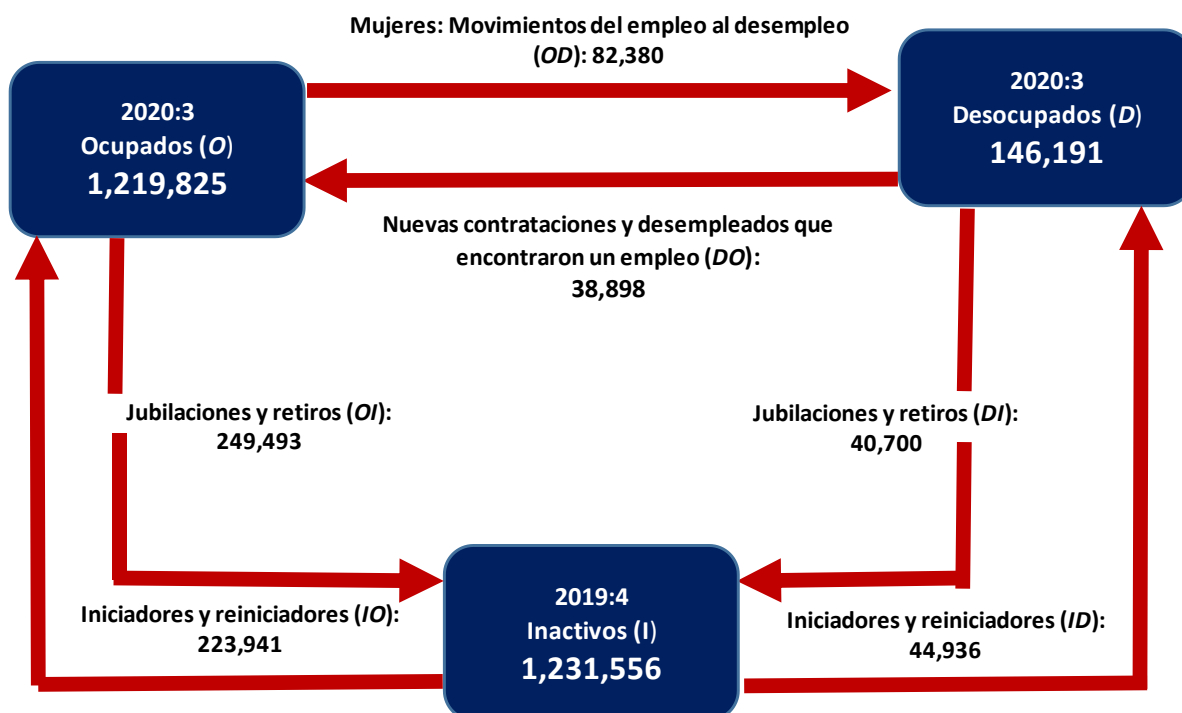 Mujeres: Movimientos del empleo al desempleo
(OD): 82,380
2020:3
Ocupados (O)
1,219,825
2020:3
Desocupados (D)
146,191
Nuevas contrataciones y desempleados que
encontraron un empleo (DO):
38,898
Jubilaciones y retiros (OI):
249,493
Jubilaciones y retiros (DI):
40,700
Iniciadores y reiniciadores (IO):
223,941
2019:4
Inactivos (I)
1,231,556
Iniciadores y reiniciadores (ID):
44,936